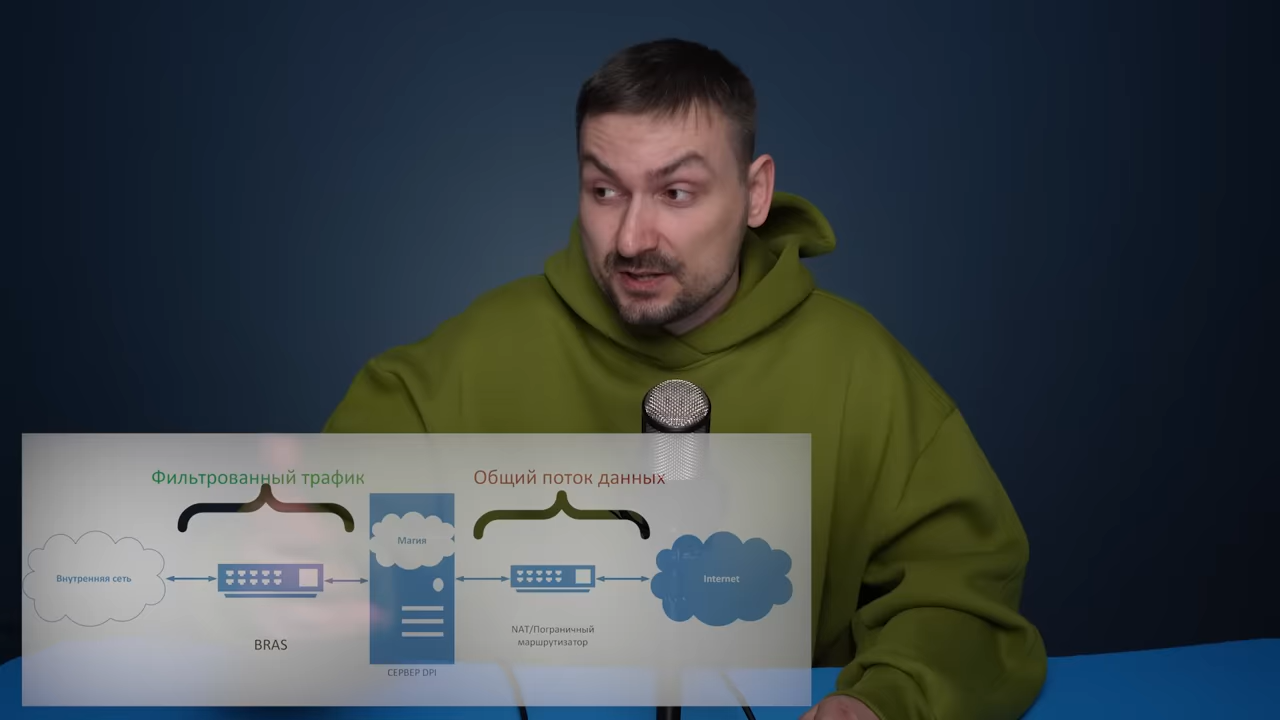 Фильтрованный трафик
Общий поток данных
Магия
Внутренняя сеть
Internet
BRAS
NAT/Пограничный
маршрутизатор
СЕРВЕР DPI